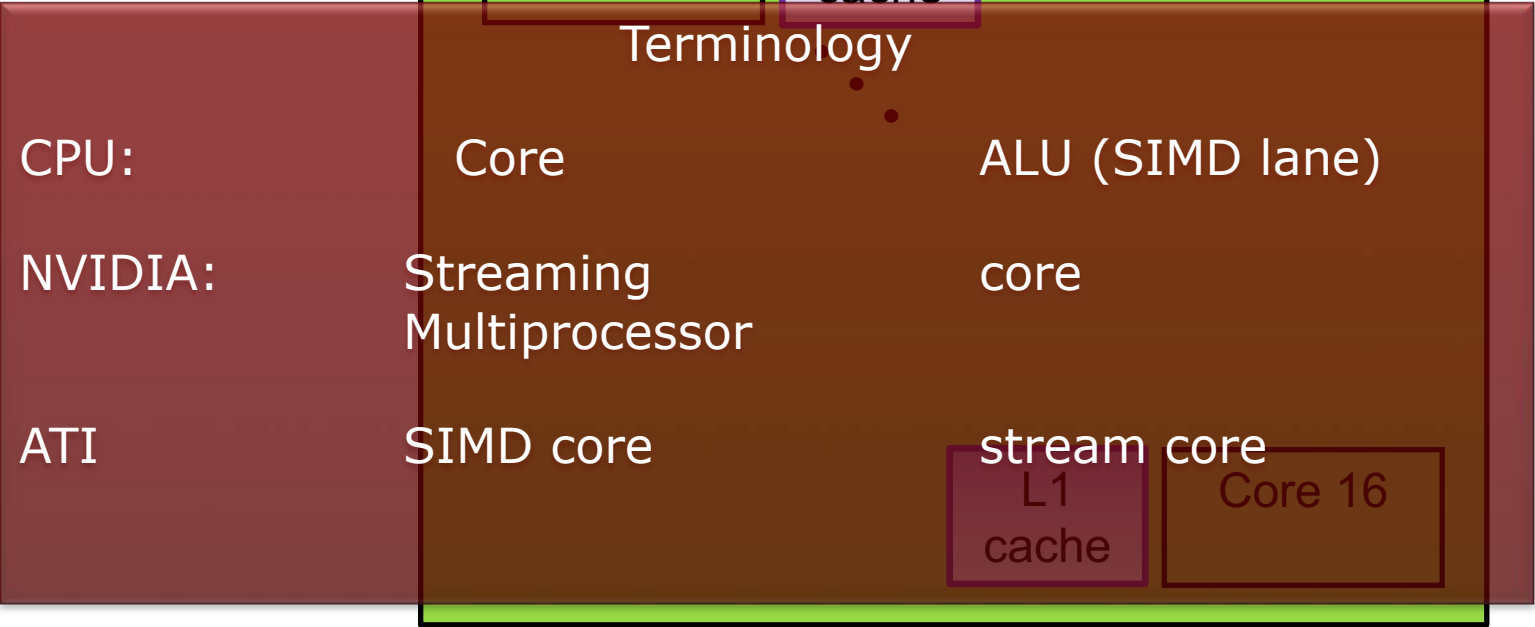 cache
Terminology
CPU: Core ALU (SIMD lane)
NVIDIA: Streaming core
Multiprocessor
ATI SIMD core stream core
L1 Core 16
cache